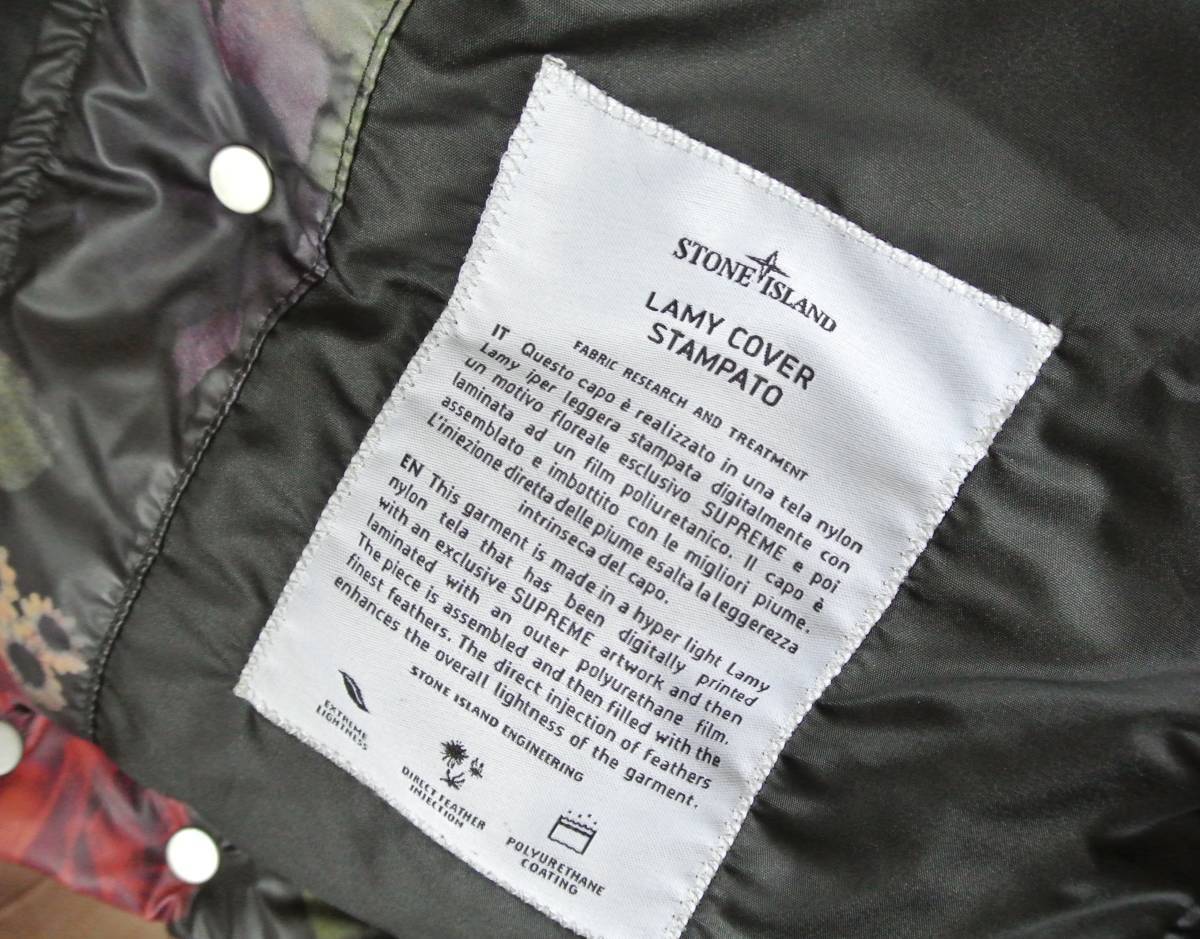 STONE ISLAND
LAMY COVER
STAMPATO
FABRIC RESEARCH AND TREATMENT
IT Questo capo è realizzato in una tela nylon
Lamy iper leggera stampata digitalmente con
un motivo floreale esclusivo SUPREME e poi
laminata ad un film poliuretanico. Il capo è
assemblato e imbottito con le migliori piume.
L'iniezione diretta delle piume esalta la leggerezza
intrinseca del capo.
EN This garment is made in a hyper light Lamy
nylon tela that has been digitally printed
with an exclusive SUPREME artwork and then
laminated with an outer polyurethane film.
The piece is assembled and then filled with the
finest feathers. The direct injection of feathers
enhances the overall lightness of the garment.
STONE ISLAND ENGINEERING
EXTREME
LIGHTNESS
DIRECT FEATHER
INJECTION
POLYURETHANE
COATING